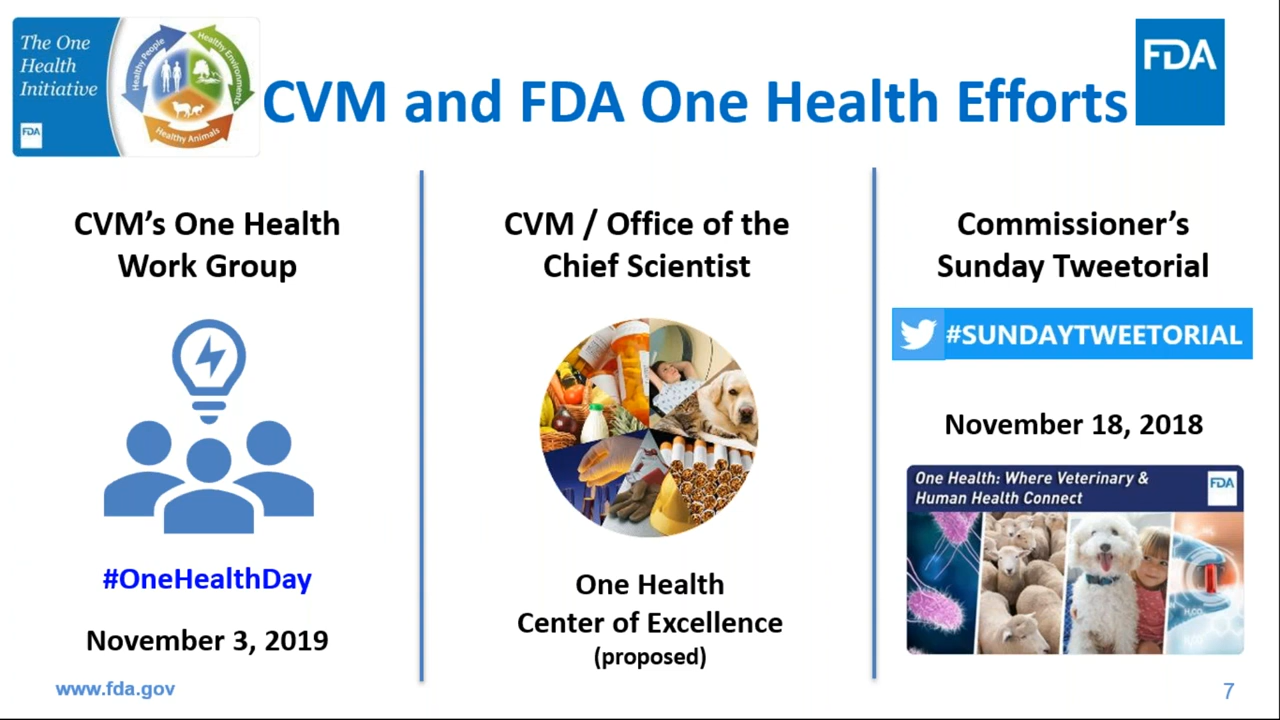 The One
Health
Initiative
FDA
Healthy People
Healthy Environments
Healthy Animals
CVM and FDA One Health Efforts
FDA
CVM's One Health
Work Group
#OneHealthDay
November 3, 2019
CVM / Office of the
Chief Scientist
One Health
Center of Excellence
(proposed)
Commissioner's
Sunday Tweetorial
#SUNDAYTWEETORIAL
November 18, 2018
One Health: Where Veterinary &
Human Health Connect
FDA
www.fda.gov
7